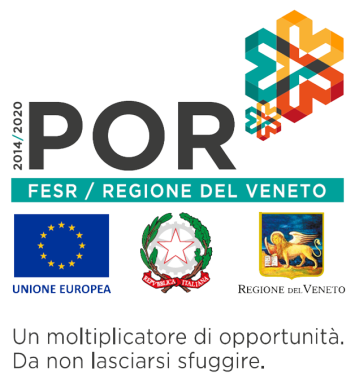 2014/2020
POR
FESR / REGIONE DEL VENETO
UNIONE EUROPEA
REPVBBLICA ITALIANA
REGIONE DEL VENETO
Un moltiplicatore di opportunità.
Da non lasciarsi sfuggire.